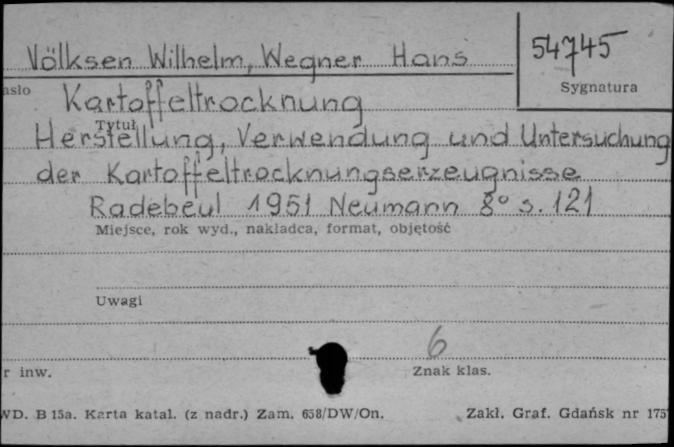 Völksen Wilhelm, Wegner Hans
54745
Sygnatura
asło
Kartoffeltrocknung
Tytuł
Herstellung, Verwendung und Untersuchung
der Kartoffeltrocknungserzeugnisse
Radebeul 1951 Neumann 8° s. 121
Miejsce, rok wyd., nakładca, format, objętość
Uwagi
6
r inw.
Znak klas.
WD. B 15a. Karta katal. (z nadr.) Zam. 658/DW/On.
Zakł. Graf. Gdańsk nr 175